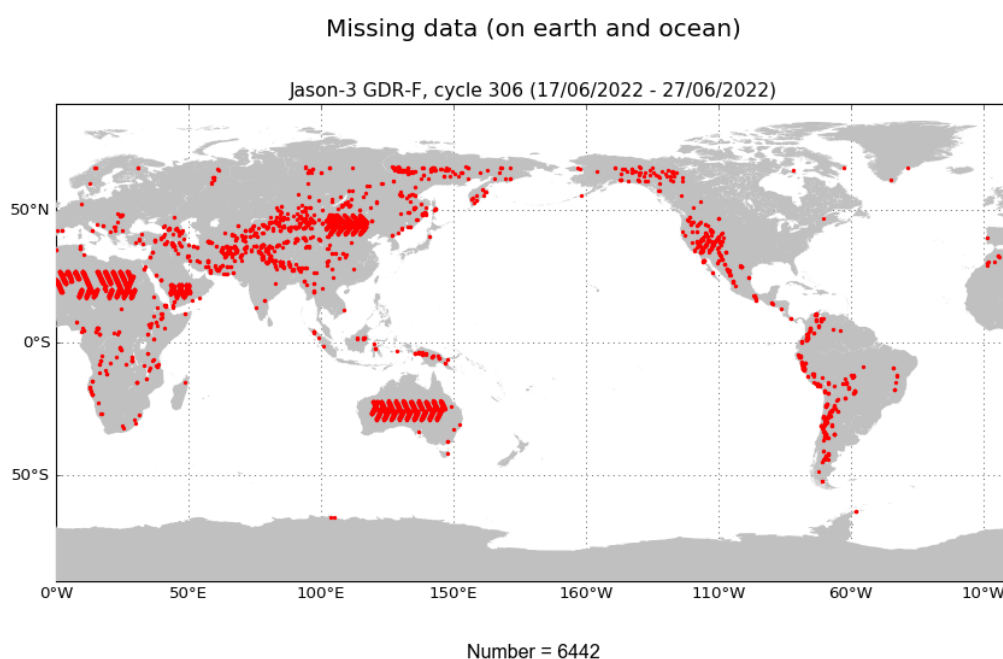 Missing data (on earth and ocean)
Jason-3 GDR-F, cycle 306 (17/06/2022 - 27/06/2022)
50°N
0°S
50°S
0°W 50°E 100°E 150°E 160°W 110°W 60°W 10°W
Number = 6442